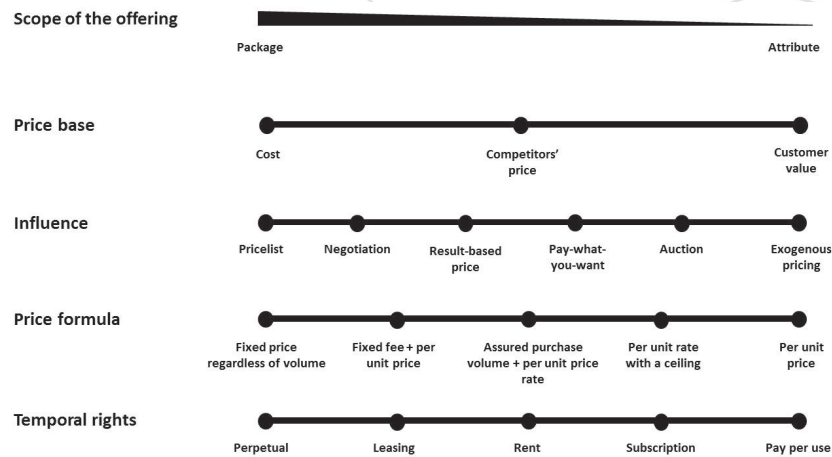 Scope of the offering
Package
Attribute
Price base
Cost
Competitors’
price
Customer
value
Influence
Pricelist
Negotiation
Result-based
price
Pay-what-
you-want
Auction
Exogenous
pricing
Price formula
Fixed price
regardless of volume
Fixed fee + per
unit price
Assured purchase
volume + per unit price
rate
Per unit rate
with a ceiling
Per unit
price
Temporal rights
Perpetual
Leasing
Rent
Subscription
Pay per use